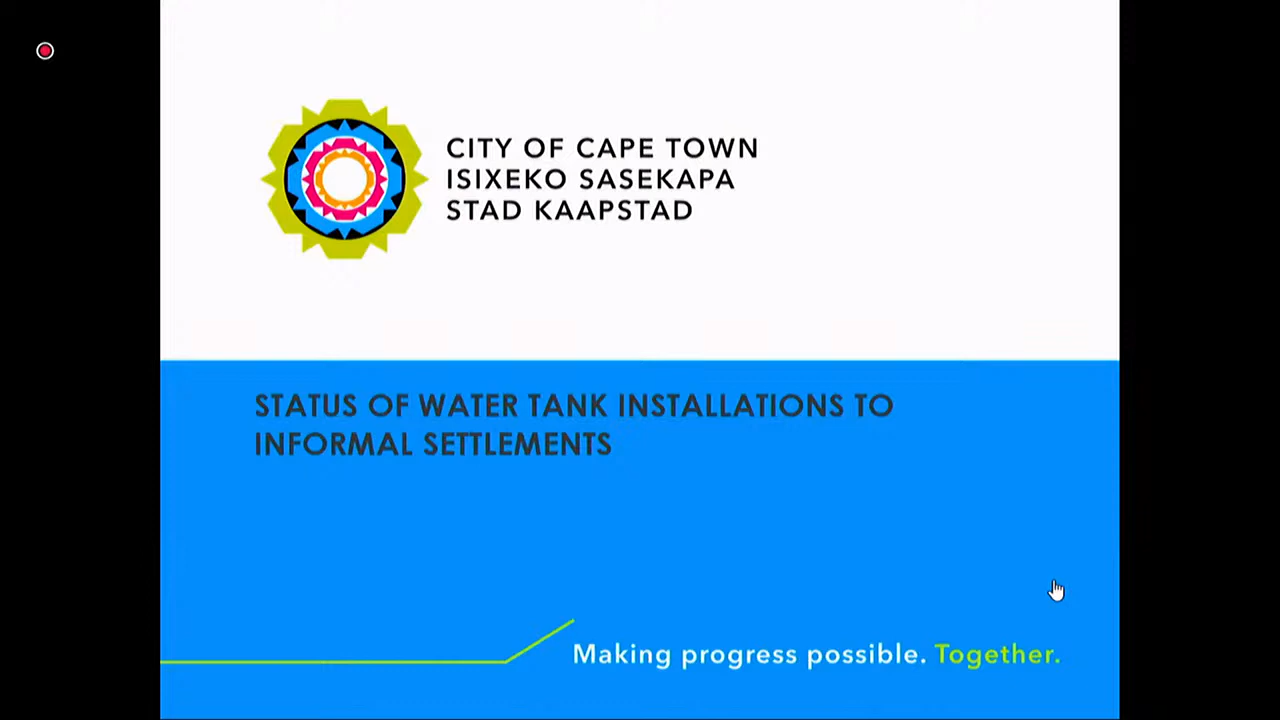 CITY OF CAPE TOWN
ISIXEKO SASEKAPA
STAD KAAPSTAD
STATUS OF WATER TANK INSTALLATIONS TO
INFORMAL SETTLEMENTS
Making progress possible. Together.